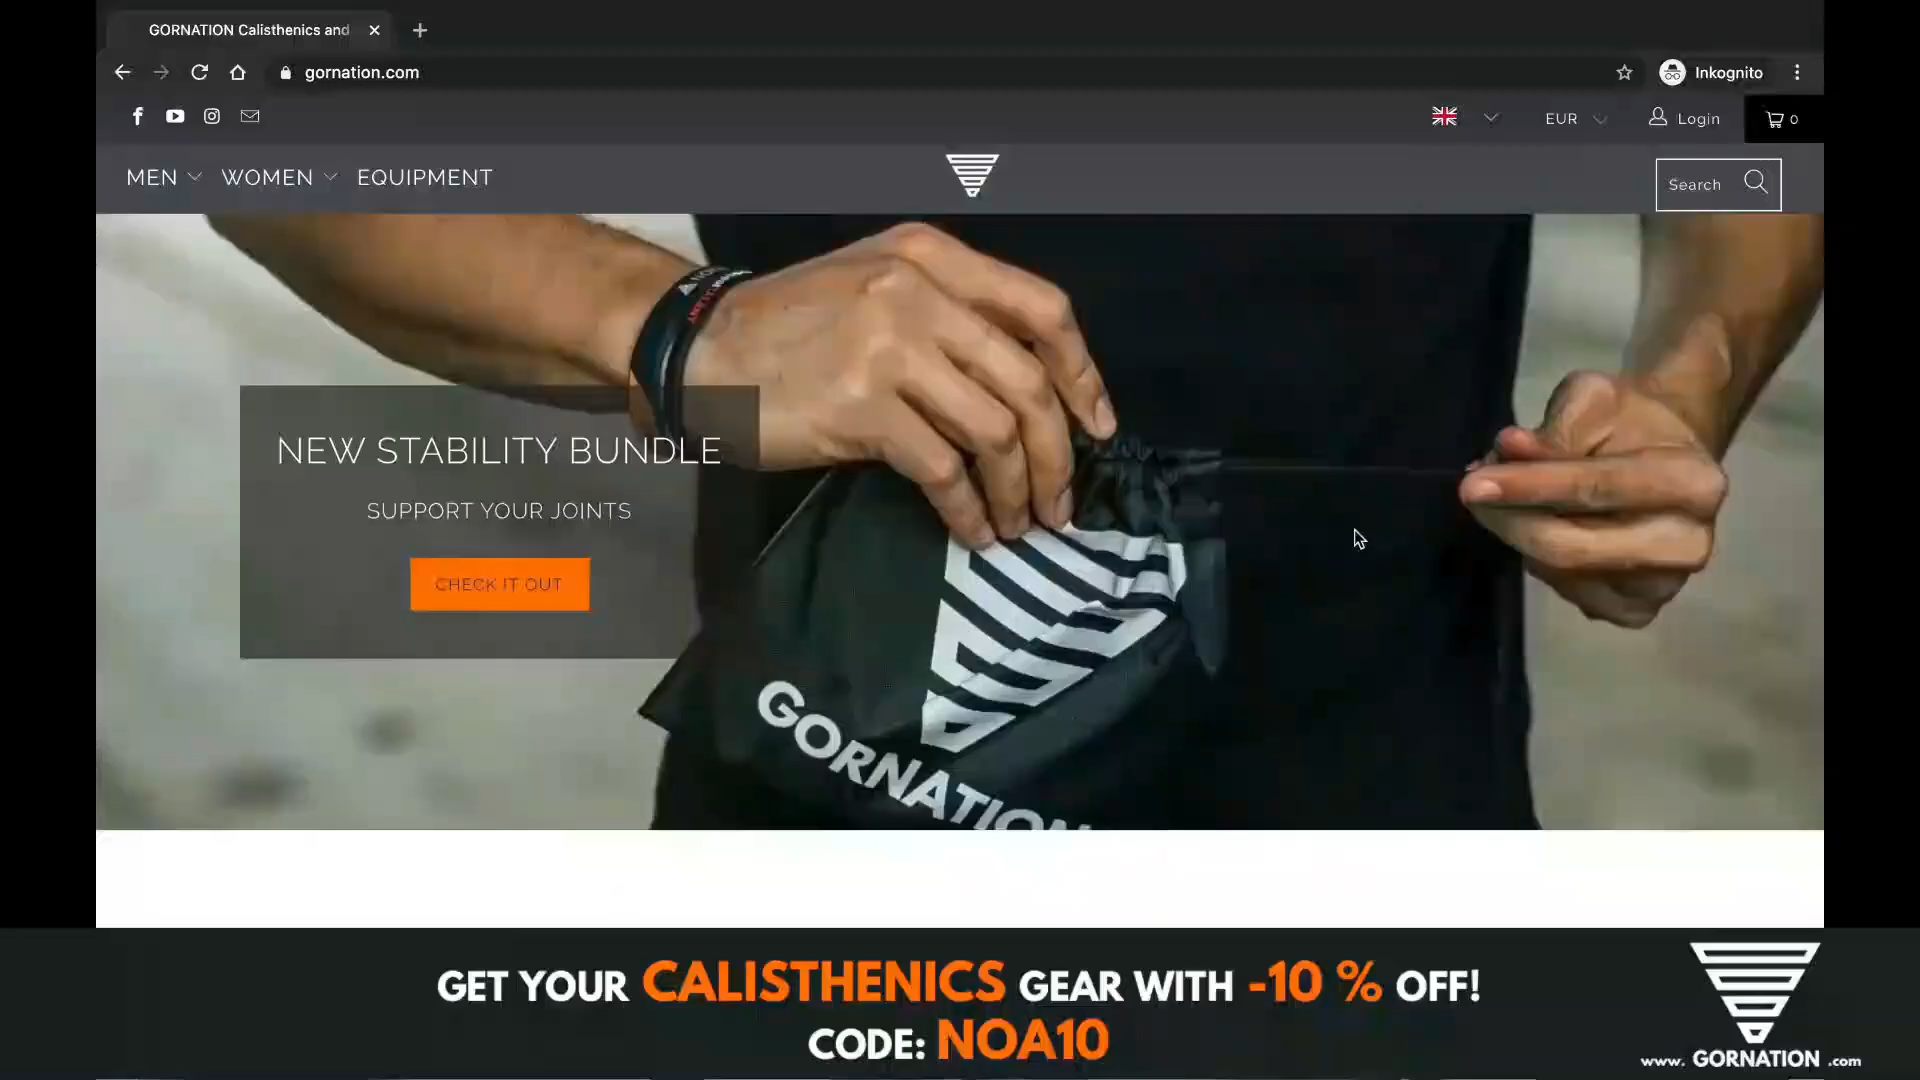 GORNATION Calisthenics and
gornation.com
Inkognito
EUR
Login
0
MEN
WOMEN
EQUIPMENT
Search
NEW STABILITY BUNDLE
SUPPORT YOUR JOINTS
CHECK IT OUT
GORNATION
GET YOUR CALISTHENICS GEAR WITH -10 % OFF!
CODE: NOA10
www. GORNATION .com